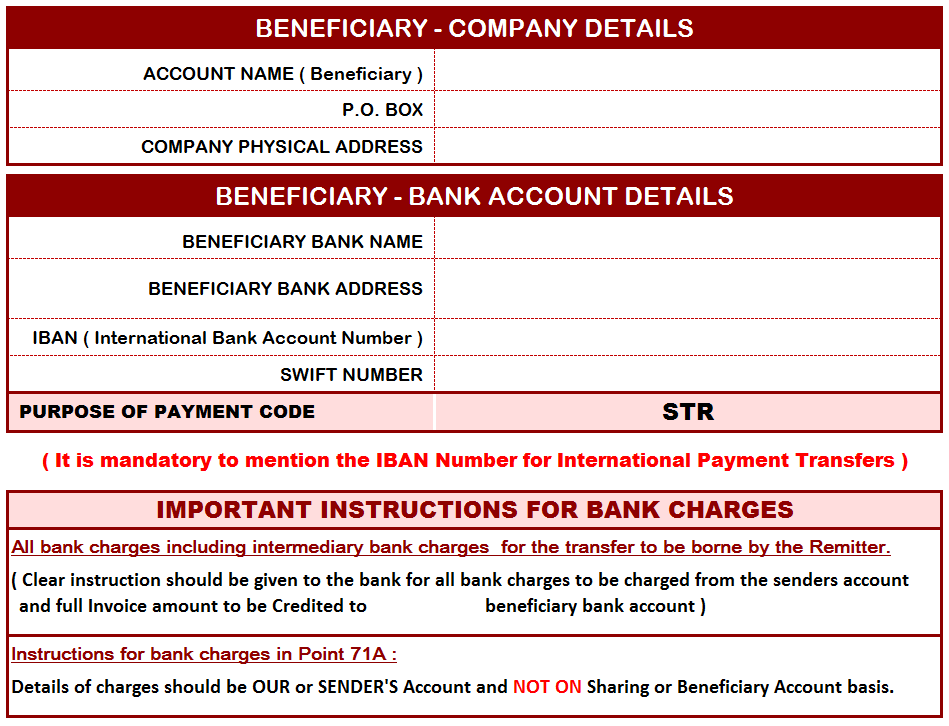 BENEFICIARY - COMPANY DETAILS
ACCOUNT NAME ( Beneficiary )
P.O. BOX
COMPANY PHYSICAL ADDRESS
BENEFICIARY - BANK ACCOUNT DETAILS
BENEFICIARY BANK NAME
BENEFICIARY BANK ADDRESS
IBAN ( International Bank Account Number )
SWIFT NUMBER
PURPOSE OF PAYMENT CODE STR
( It is mandatory to mention the IBAN Number for International Payment Transfers )
IMPORTANT INSTRUCTIONS FOR BANK CHARGES
All bank charges including intermediary bank charges for the transfer to be borne by the Remitter.
( Clear instruction should be given to the bank for all bank charges to be charged from the senders account
and full Invoice amount to be Credited to beneficiary bank account )
Instructions for bank charges in Point 71A :
Details of charges should be OUR or SENDER'S Account and NOT ON Sharing or Beneficiary Account basis.